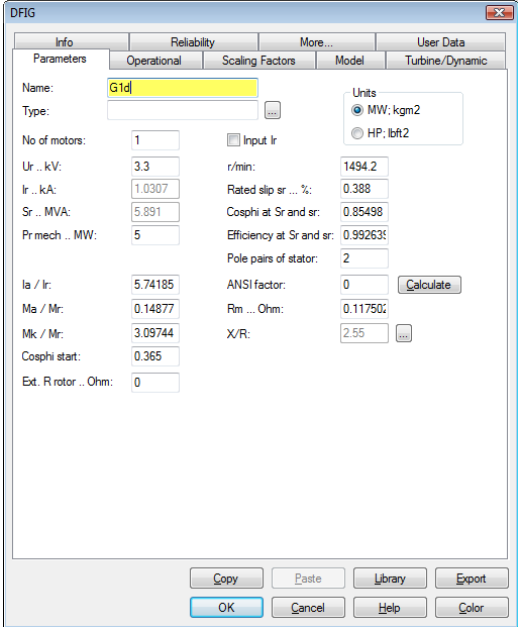 DFIG
Info Reliability More... User Data
Parameters Operational Scaling Factors Model Turbine/Dynamic
Name: G1d
Type: ...
Units
MW; kgm2
HP; lbft2
No of motors: 1 Input Ir
Ur .. kV: 3.3 r/min: 1494.2
Ir .. kA: 1.0307 Rated slip sr ... %: 0.388
Sr .. MVA: 5.891 Cosphi at Sr and sr: 0.85498
Pr mech .. MW: 5 Efficiency at Sr and sr: 0.992635
Pole pairs of stator: 2
Ia / Ir: 5.74185 ANSI factor: 0 Calculate
Ma / Mr: 0.14877 Rm ... Ohm: 0.117502
Mk / Mr: 3.09744 X/R: 2.55 ...
Cosphi start: 0.365
Ext. R rotor .. Ohm: 0
Copy Paste Library Export
OK Cancel Help Color